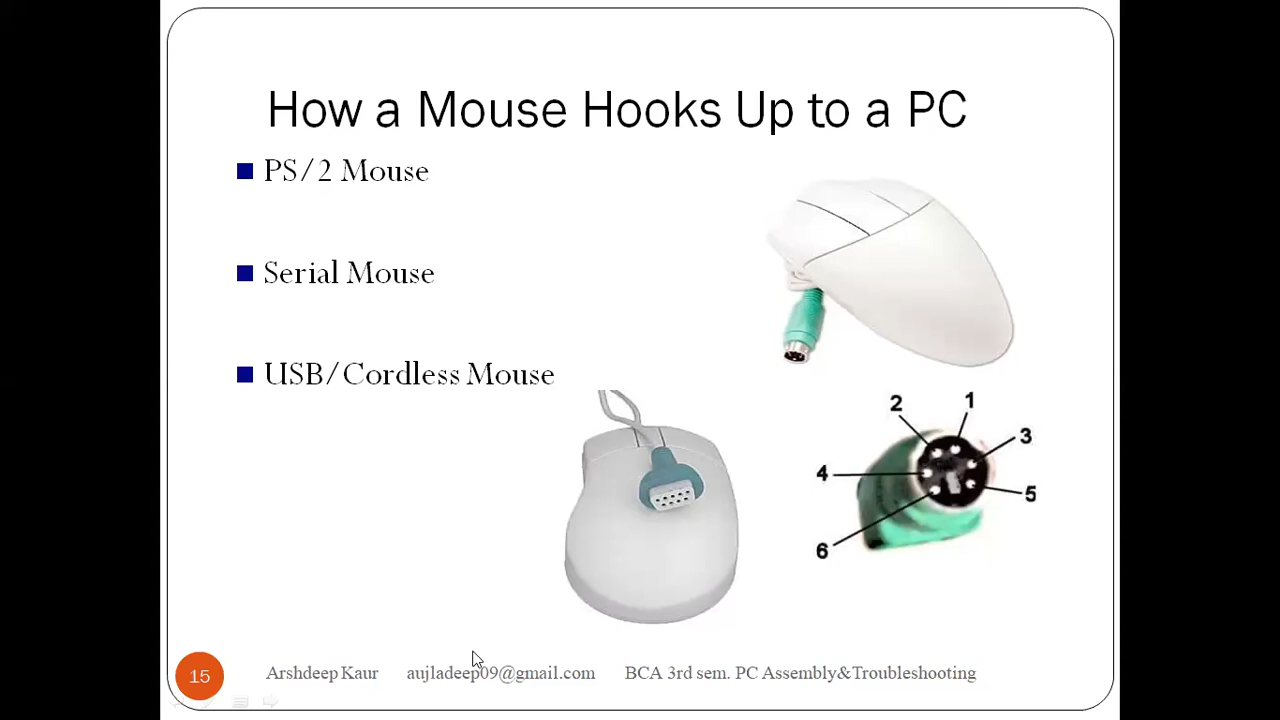 How a Mouse Hooks Up to a PC
PS/2 Mouse
Serial Mouse
USB/Cordless Mouse
2
1
3
4
5
6
15
Arshdeep Kaur aujladeep09@gmail.com BCA 3rd sem. PC Assembly&Troubleshooting